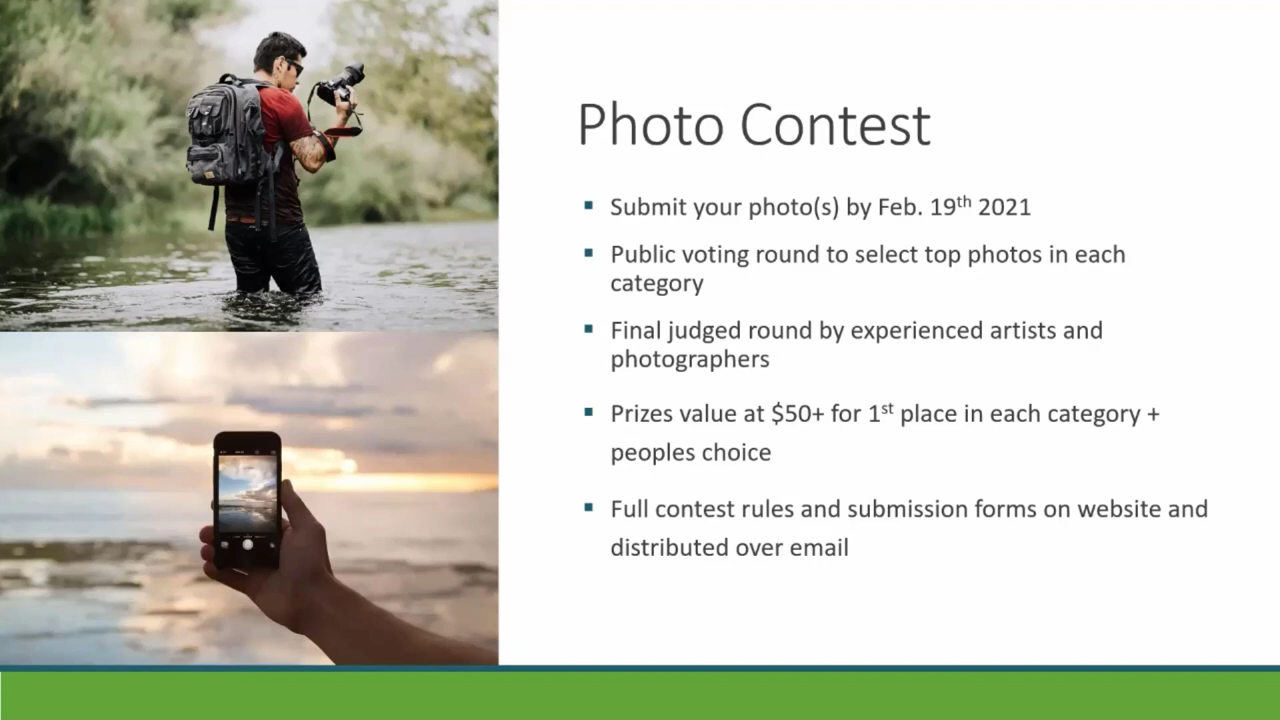 Photo Contest
▪ Submit your photo(s) by Feb. 19th 2021
▪ Public voting round to select top photos in each
category
▪ Final judged round by experienced artists and
photographers
▪ Prizes value at $50+ for 1st place in each category +
peoples choice
▪ Full contest rules and submission forms on website and
distributed over email